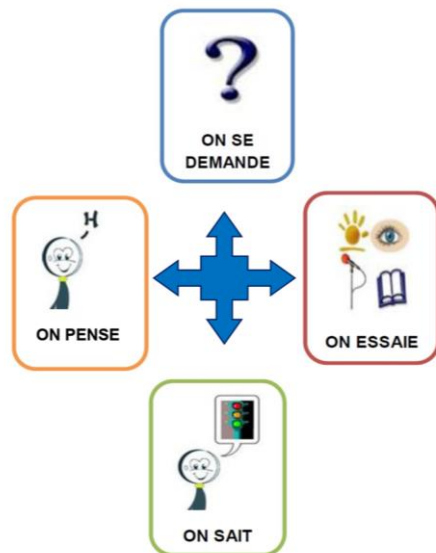 ?
ON SE
DEMANDE
H
ON PENSE
ON ESSAIE
ON SAIT